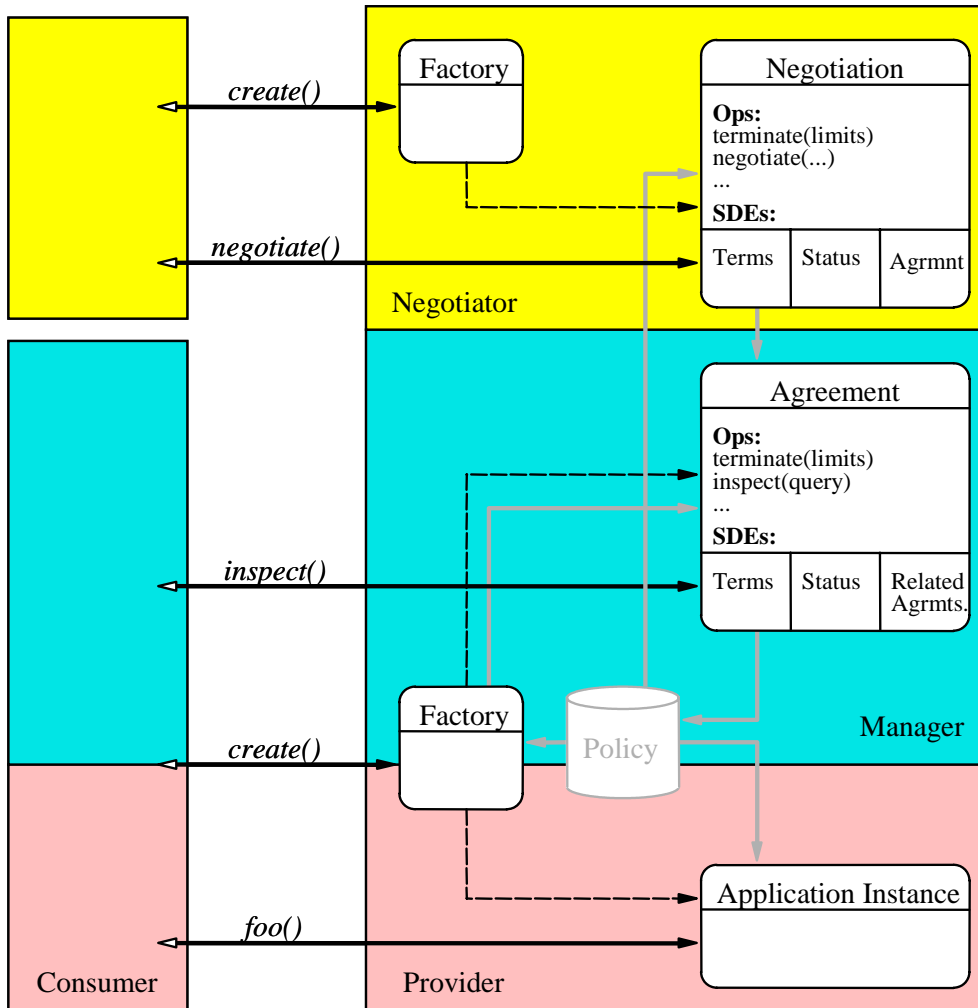 Factory
Negotiation
create()
Ops:
terminate(limits)
negotiate(...)
...
SDEs:
negotiate()
Terms
Status
Agrmnt
Negotiator
Agreement
Ops:
terminate(limits)
inspect(query)
...
SDEs:
inspect()
Terms
Status
Related
Agrmts.
Factory
Manager
create()
Policy
Application Instance
foo()
Consumer
Provider